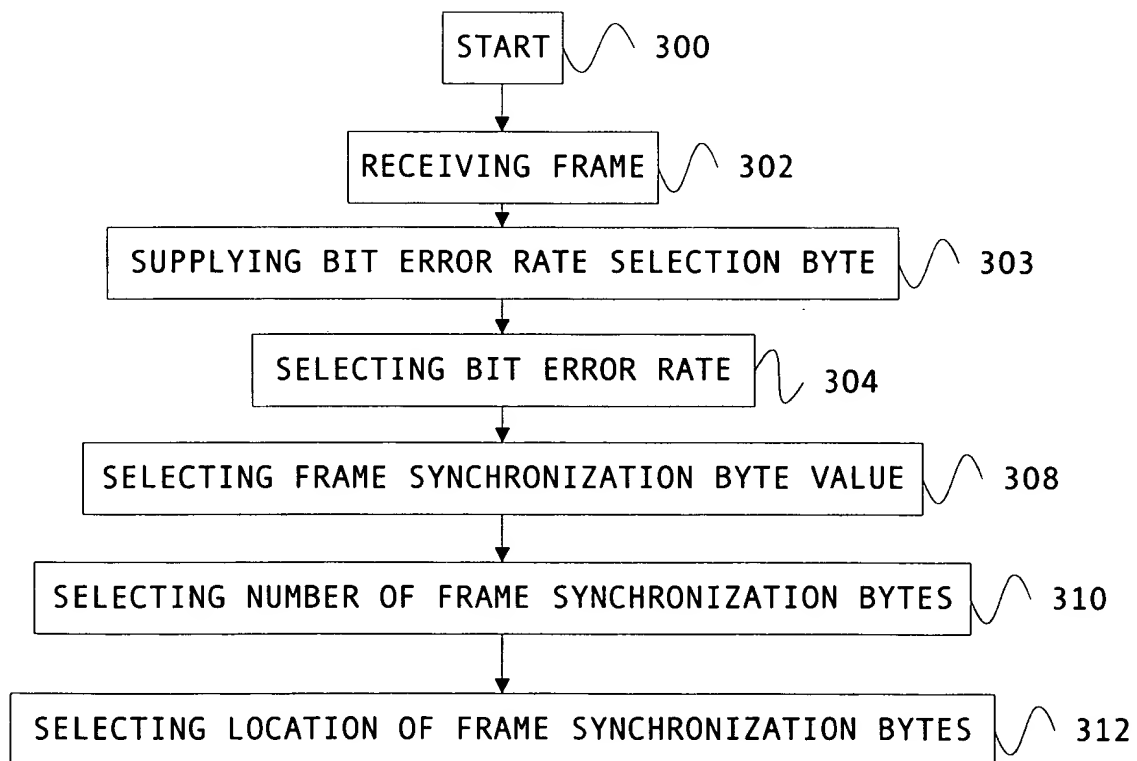 START 300
RECEIVING FRAME 302
SUPPLYING BIT ERROR RATE SELECTION BYTE 303
SELECTING BIT ERROR RATE 304
SELECTING FRAME SYNCHRONIZATION BYTE VALUE 308
SELECTING NUMBER OF FRAME SYNCHRONIZATION BYTES 310
SELECTING LOCATION OF FRAME SYNCHRONIZATION BYTES 312